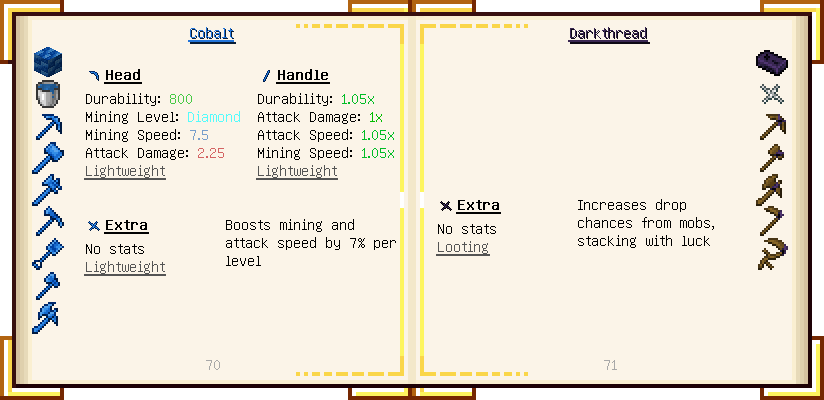 Cobalt
Head
Durability: 800
Mining Level: Diamond
Mining Speed: 7.5
Attack Damage: 2.25
Lightweight
Handle
Durability: 1.05x
Attack Damage: 1x
Attack Speed: 1.05x
Mining Speed: 1.05x
Lightweight
Extra
No stats
Lightweight
Boosts mining and
attack speed by 7% per
level
70
Darkthread
Extra
No stats
Looting
Increases drop
chances from mobs,
stacking with luck
71